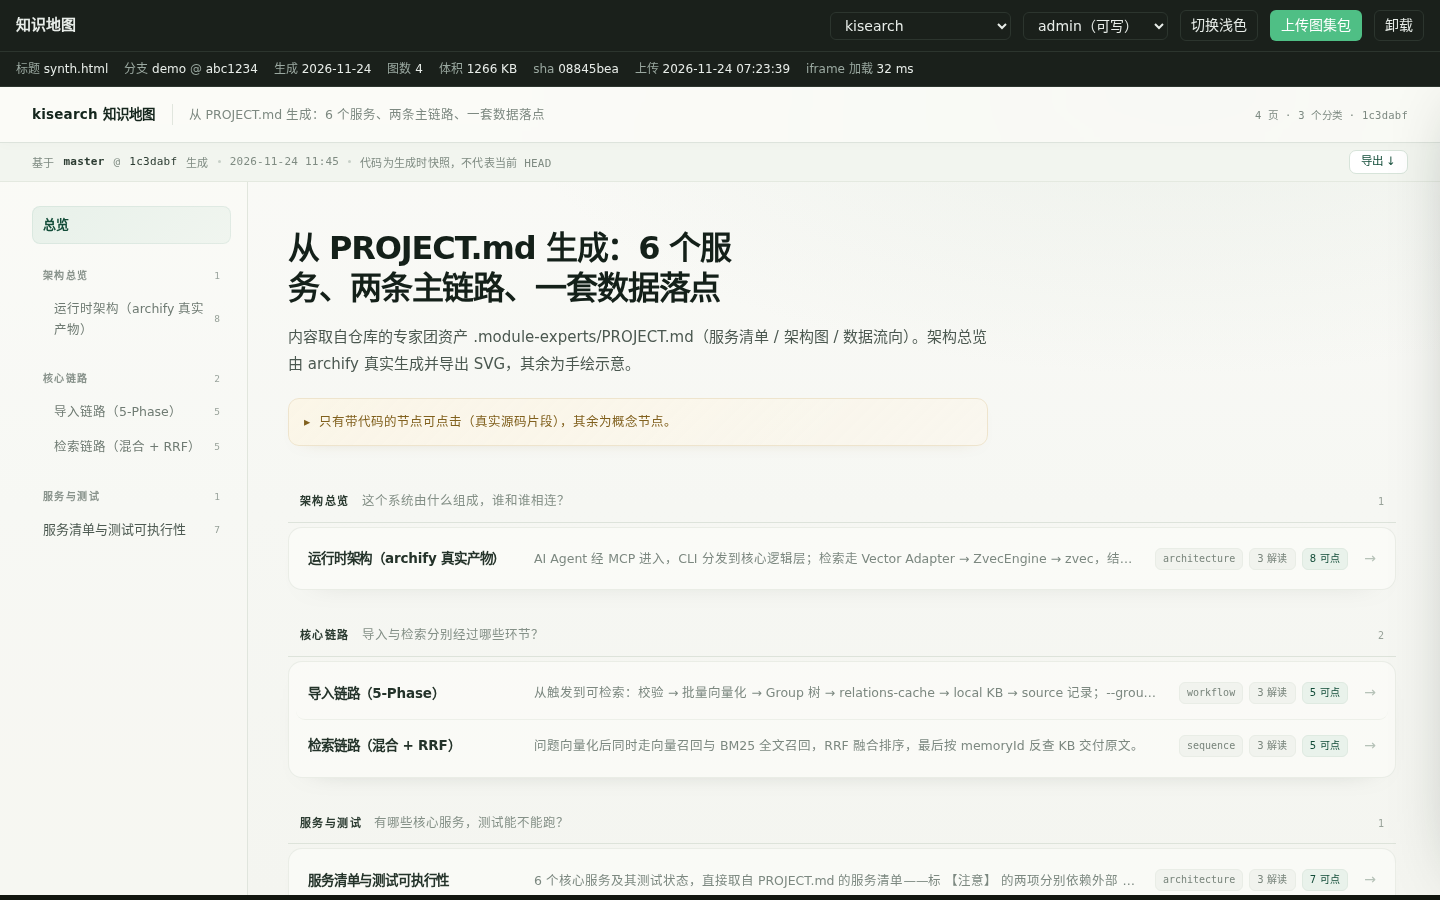 知识地图
kisearch
admin（可写）
切换浅色
上传图集包
卸载
标题 synth.html 分支 demo @ abc1234 生成 2026-11-24 图数 4 体积 1266 KB sha 08845bea 上传 2026-11-24 07:23:39 iframe 加载 32 ms
kisearch 知识地图
从 PROJECT.md 生成：6 个服务、两条主链路、一套数据落点
4 页 · 3 个分类 · 1c3dabf
基于 master @ 1c3dabf 生成 • 2026-11-24 11:45 • 代码为生成时快照，不代表当前 HEAD
导出 ↓
总览
架构总览 1
运行时架构（archify 真实
产物） 8
核心链路 2
导入链路（5-Phase） 5
检索链路（混合 + RRF） 5
服务与测试 1
服务清单与测试可执行性 7
从 PROJECT.md 生成：6 个服
务、两条主链路、一套数据落点
内容取自仓库的专家团资产 .module-experts/PROJECT.md（服务清单 / 架构图 / 数据流向）。架构总览
由 archify 真实生成并导出 SVG，其余为手绘示意。
▸ 只有带代码的节点可点击（真实源码片段），其余为概念节点。
架构总览 这个系统由什么组成，谁和谁相连？ 1
运行时架构（archify 真实产物） AI Agent 经 MCP 进入，CLI 分发到核心逻辑层；检索走 Vector Adapter → ZvecEngine → zvec，结… architecture 3 解读 8 可点 →
核心链路 导入与检索分别经过哪些环节？ 2
导入链路（5-Phase） 从触发到可检索：校验 → 批量向量化 → Group 树 → relations-cache → local KB → source 记录；--grou… workflow 3 解读 5 可点 →
检索链路（混合 + RRF） 问题向量化后同时走向量召回与 BM25 全文召回，RRF 融合排序，最后按 memoryId 反查 KB 交付原文。 sequence 3 解读 5 可点 →
服务与测试 有哪些核心服务，测试能不能跑？ 1
服务清单与测试可执行性 6 个核心服务及其测试状态，直接取自 PROJECT.md 的服务清单——标 【注意】 的两项分别依赖外部 … architecture 3 解读 7 可点 →